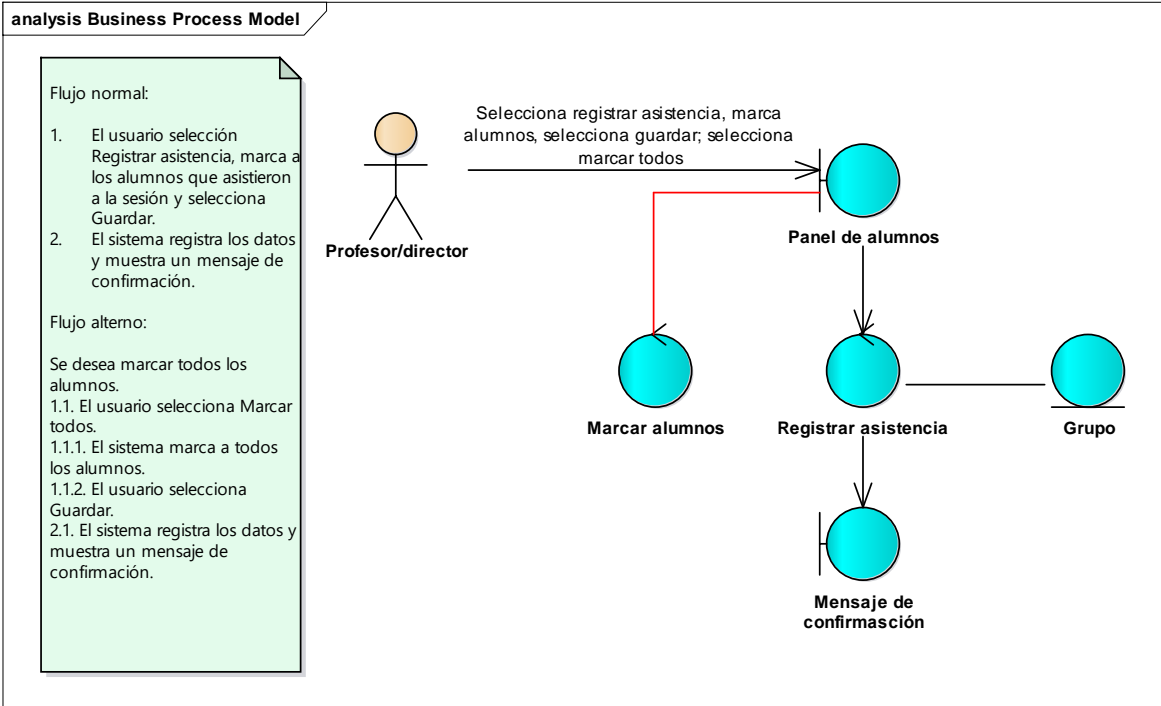 analysis Business Process Model
Flujo normal:
1. El usuario selección
Registrar asistencia, marca a
los alumnos que asistieron
a la sesión y selecciona
Guardar.
2. El sistema registra los datos
y muestra un mensaje de
confirmación.
Flujo alterno:
Se desea marcar todos los
alumnos.
1.1. El usuario selecciona Marcar
todos.
1.1.1. El sistema marca a todos
los alumnos.
1.1.2. El usuario selecciona
Guardar.
2.1. El sistema registra los datos y
muestra un mensaje de
confirmación.
Selecciona registrar asistencia, marca
alumnos, selecciona guardar; selecciona
marcar todos
Profesor/director
Panel de alumnos
Marcar alumnos
Registrar asistencia
Grupo
Mensaje de
confirmasción